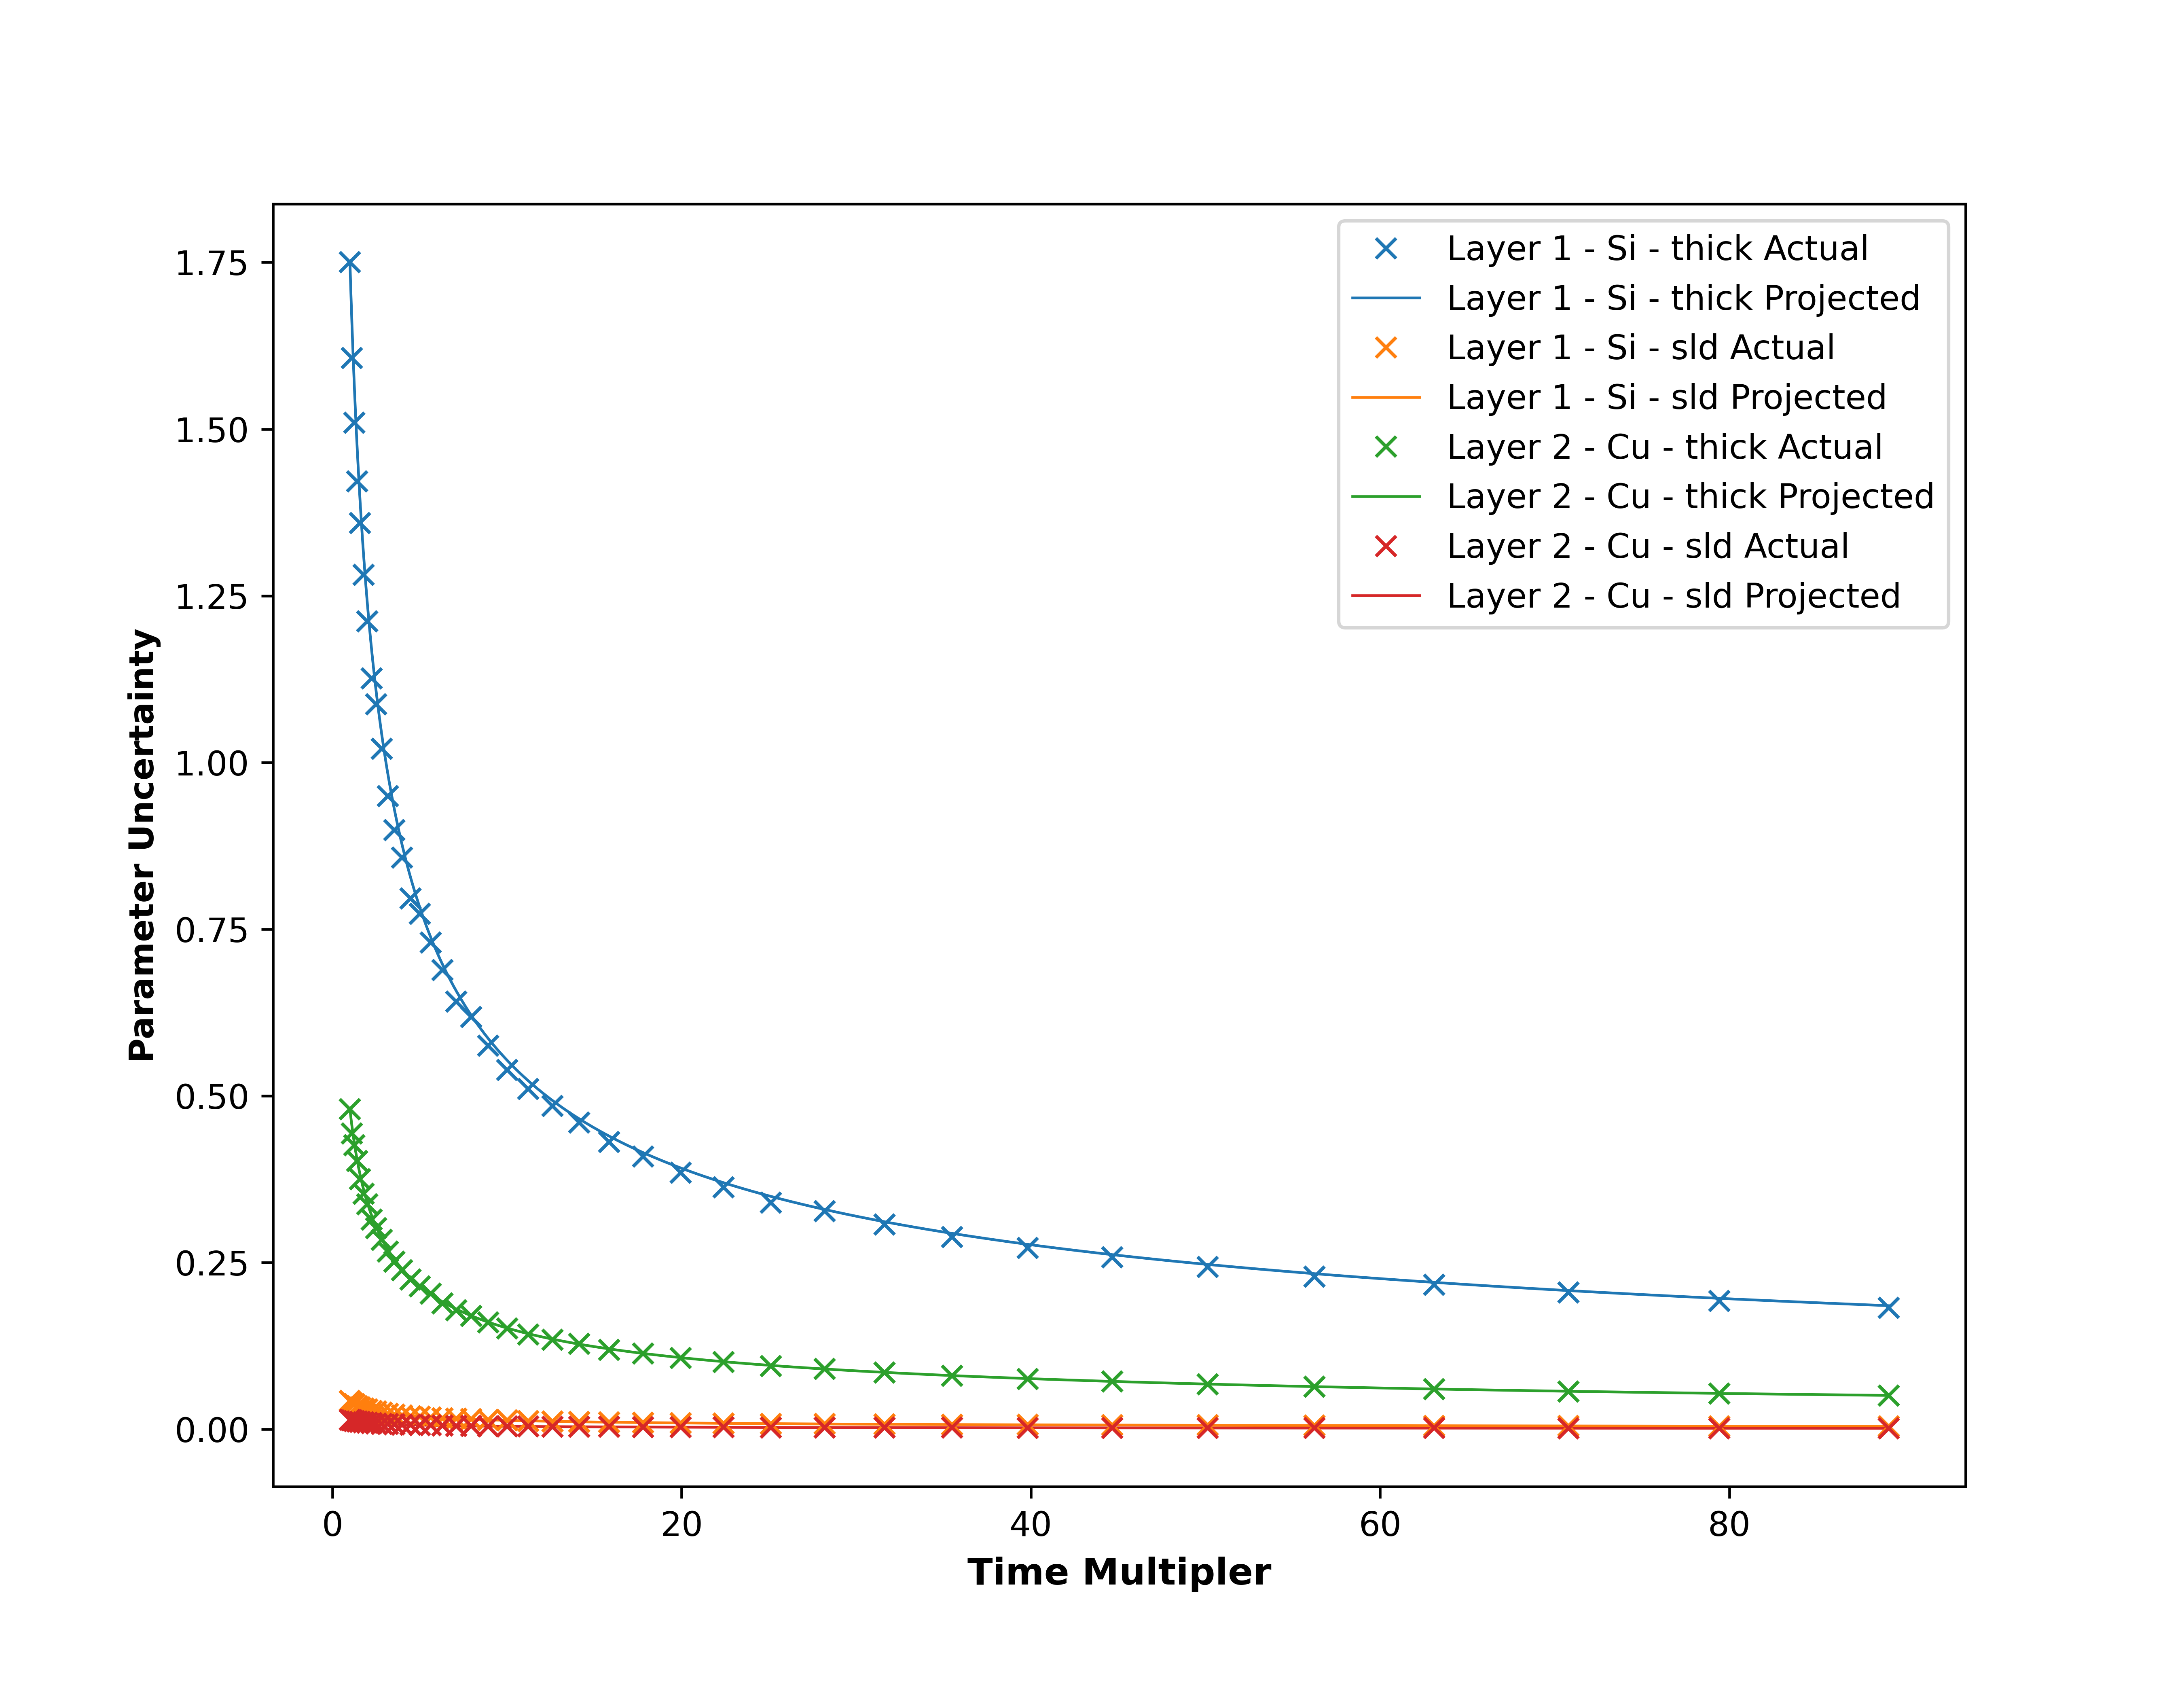 1.75
1.50
1.25
1.00
0.75
0.50
0.25
0.00
Parameter Uncertainty
Layer 1 - Si - thick Actual
Layer 1 - Si - thick Projected
Layer 1 - Si - sld Actual
Layer 1 - Si - sld Projected
Layer 2 - Cu - thick Actual
Layer 2 - Cu - thick Projected
Layer 2 - Cu - sld Actual
Layer 2 - Cu - sld Projected
0 20 40 60 80
Time Multipler